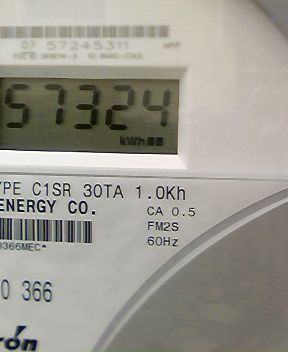 07 57245311
57324
kWh
YPE C1SR 30TA 1.0Kh
ENERGY CO.
CA 0.5
FM2S
60Hz
0366MEC*
0 366
rón